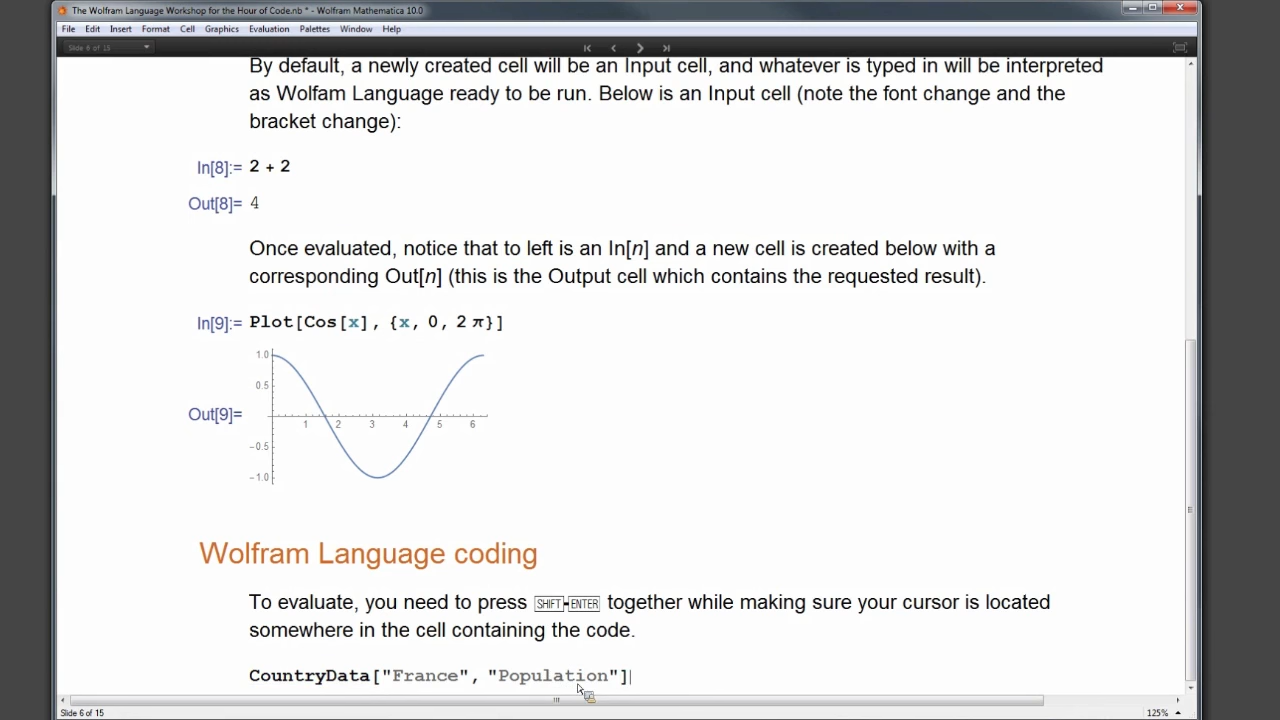 The Wolfram Language Workshop for the Hour of Code.nb * - Wolfram Mathematica 10.0
File Edit Insert Format Cell Graphics Evaluation Palettes Window Help
Slide 6 of 15
By default, a newly created cell will be an Input cell, and whatever is typed in will be interpreted
as Wolfam Language ready to be run. Below is an Input cell (note the font change and the
bracket change):
In[8]:= 2 + 2
Out[8]= 4
Once evaluated, notice that to left is an In[n] and a new cell is created below with a
corresponding Out[n] (this is the Output cell which contains the requested result).
In[9]:= Plot[Cos[x], {x, 0, 2 π}]
1.0
0.5
Out[9]=
1 2 3 4 5 6
-0.5
-1.0
Wolfram Language coding
To evaluate, you need to press SHIFT-ENTER together while making sure your cursor is located
somewhere in the cell containing the code.
CountryData["France", "Population"]
Slide 6 of 15
125%